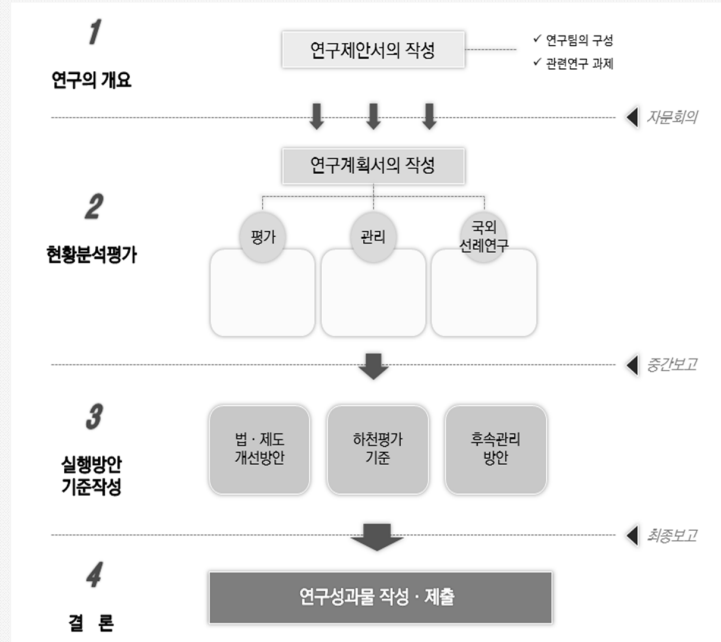 1
연구의 개요
연구제안서의 작성
✓ 연구팀의 구성
✓ 관련연구 과제
자문회의
연구계획서의 작성
2
현황분석평가
평가
관리
국외
선례연구
중간보고
3
실행방안
기준작성
법 · 제도
개선방안
하천평가
기준
후속관리
방안
최종보고
4
결 론
연구성과물 작성 · 제출